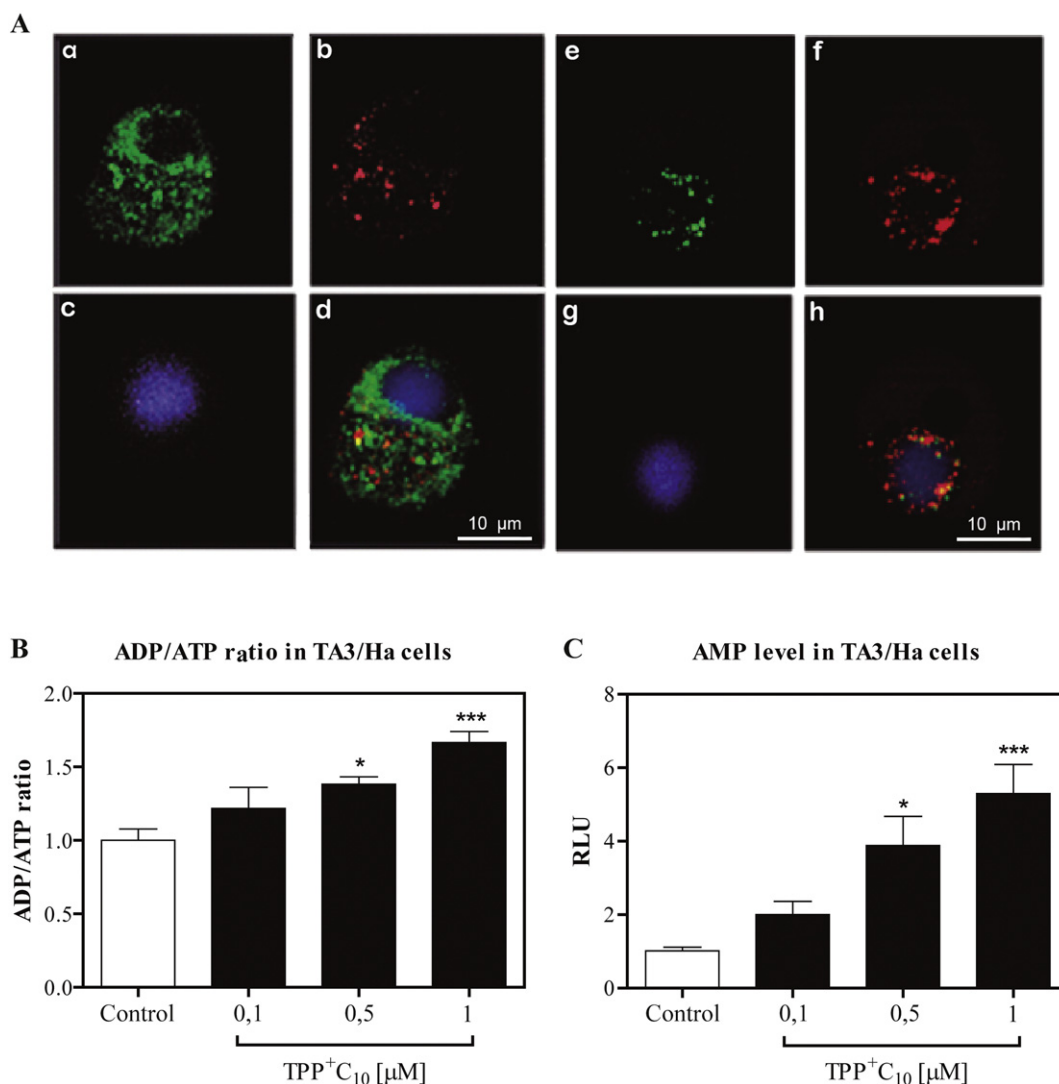 A
a b e f
c d g h
10 µm 10 µm
B ADP/ATP ratio in TA3/Ha cells
ADP/ATP ratio
2.0
1.5
1.0
0.5
0.0
* ***
Control 0,1 0,5 1
TPP⁺C₁₀ [µM]
C AMP level in TA3/Ha cells
RLU
8
6
4
2
0
* ***
Control 0,1 0,5 1
TPP⁺C₁₀ [µM]